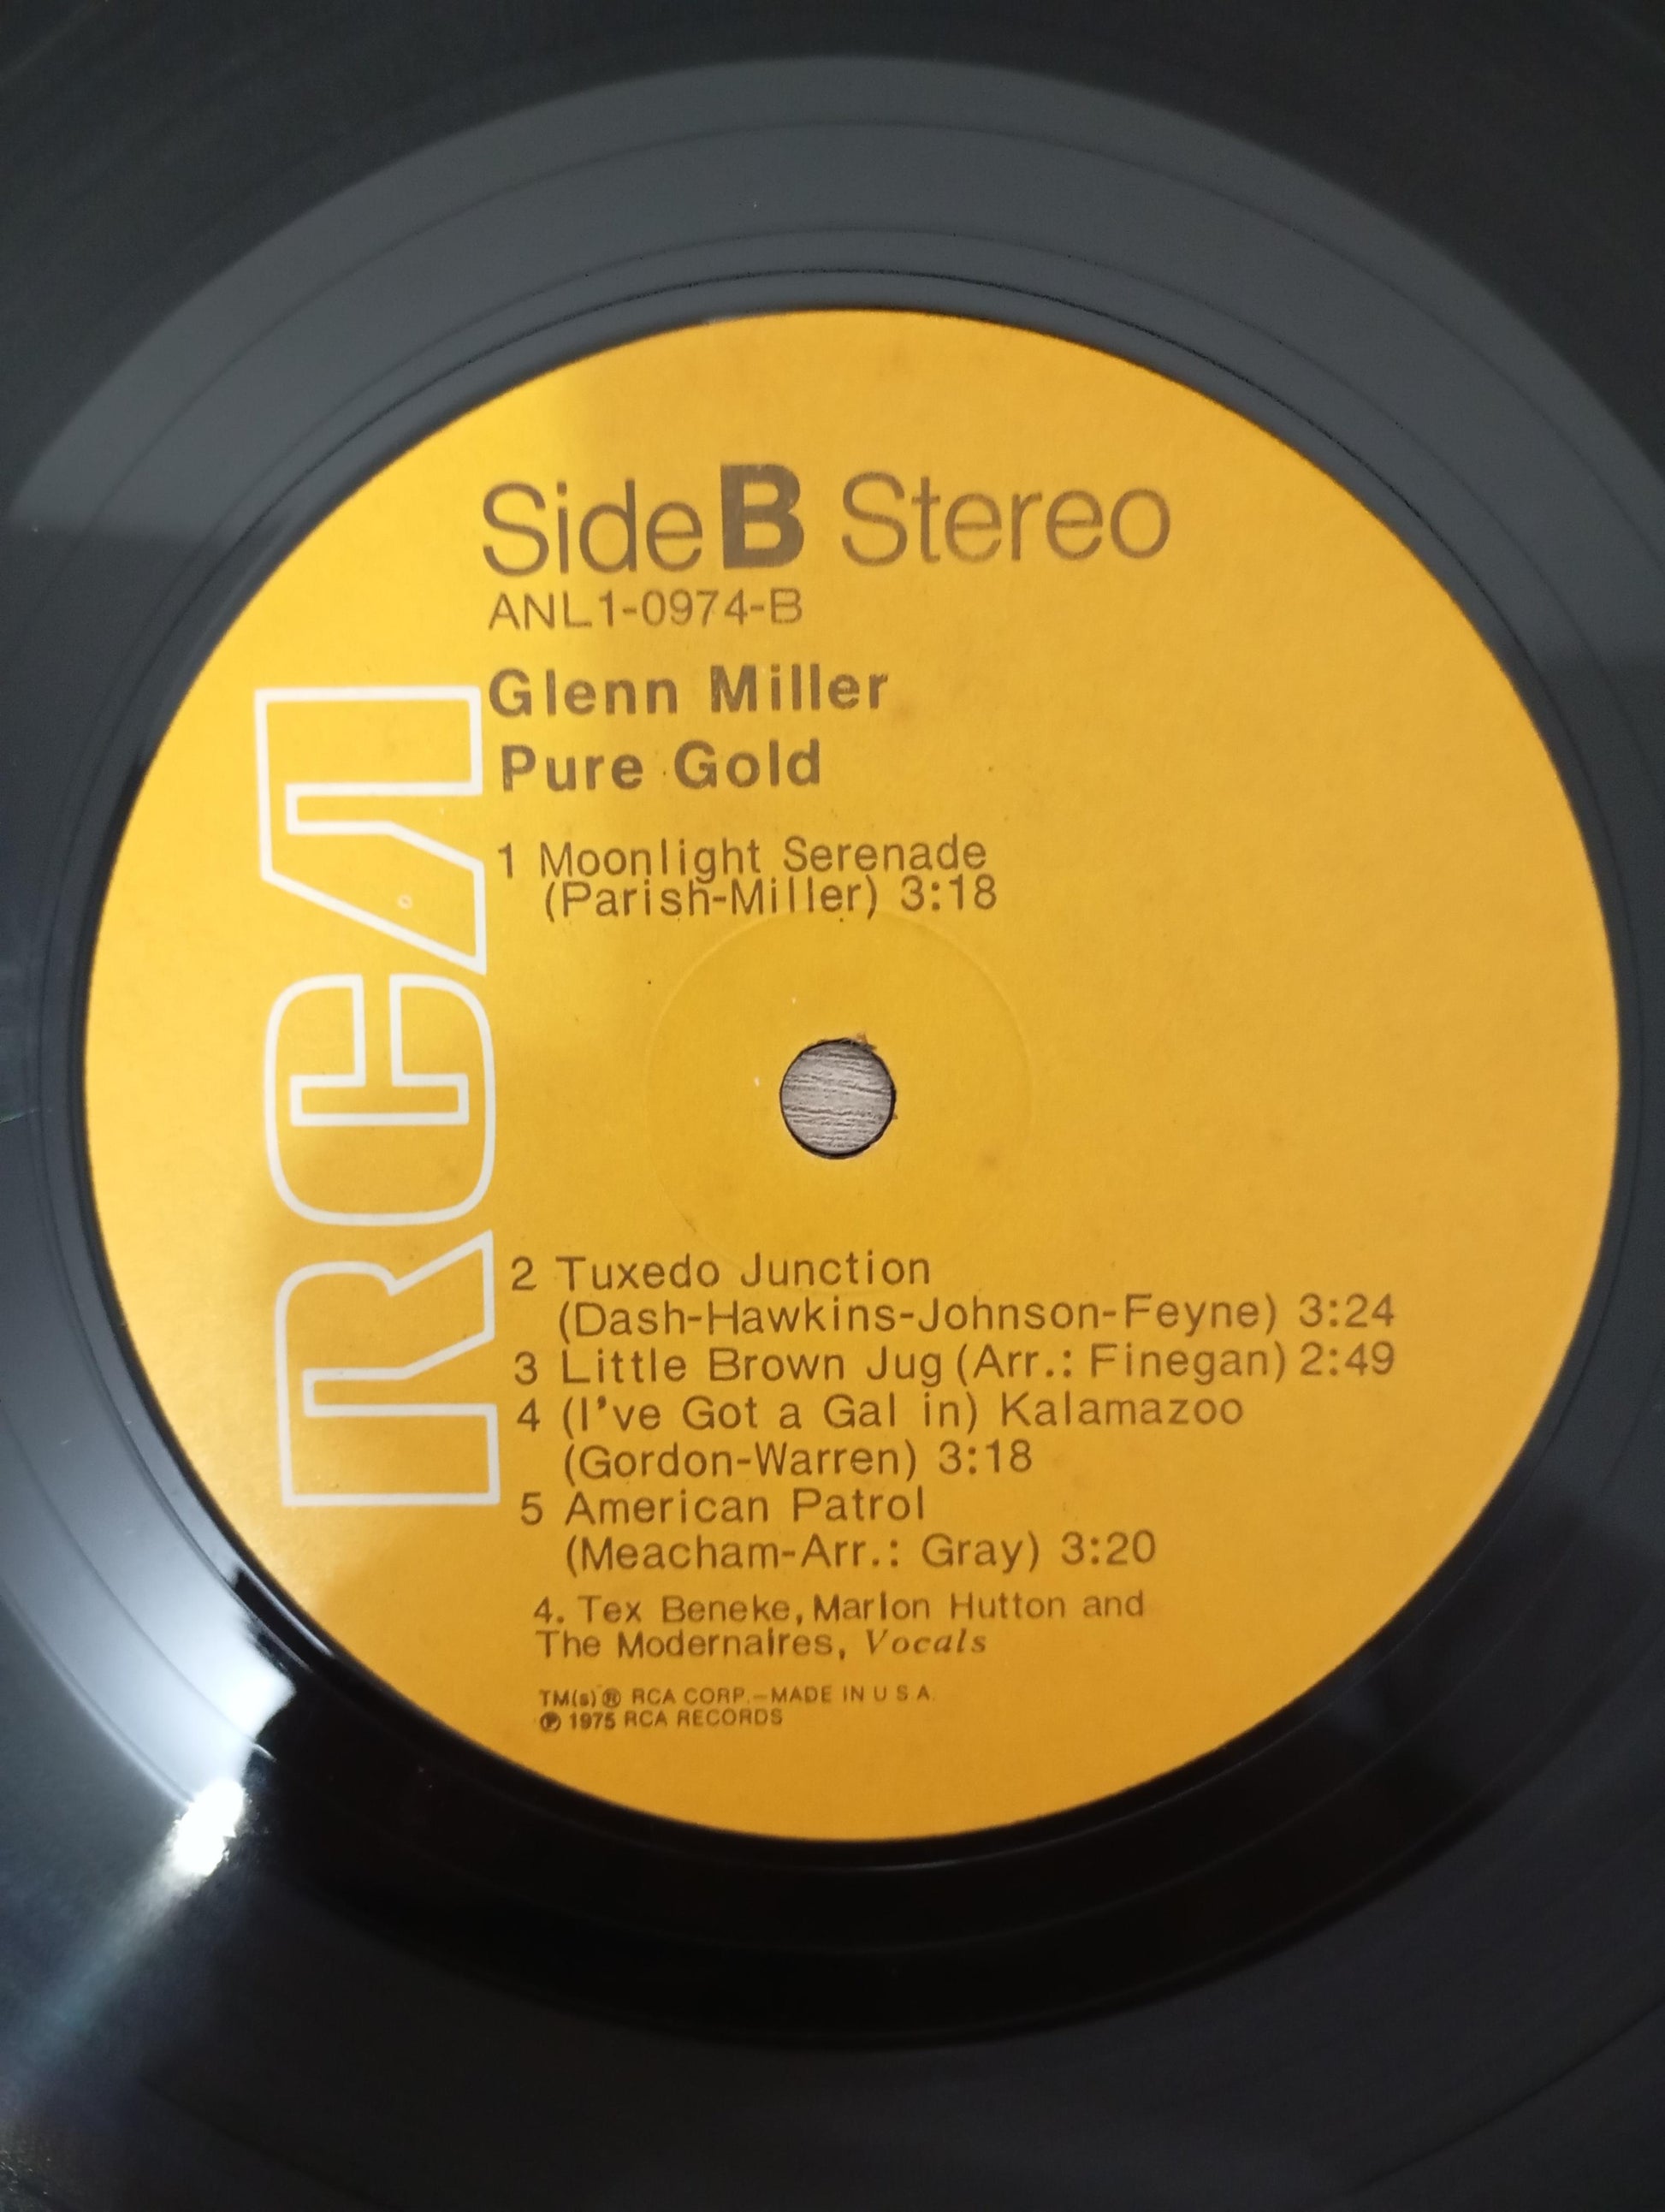 Side B Stereo
ANL1-0974-B
Glenn Miller
Pure Gold
1 Moonlight Serenade
(Parish-Miller) 3:18
RCA
2 Tuxedo Junction
(Dash-Hawkins-Johnson-Feyne) 3:24
3 Little Brown Jug (Arr.: Finegan) 2:49
4 (I've Got a Gal in) Kalamazoo
(Gordon-Warren) 3:18
5 American Patrol
(Meacham-Arr.: Gray) 3:20
4. Tex Beneke, Marion Hutton and
The Modernaires, Vocals
TM(s) ® RCA CORP.—MADE IN U S A.
℗ 1975 RCA RECORDS